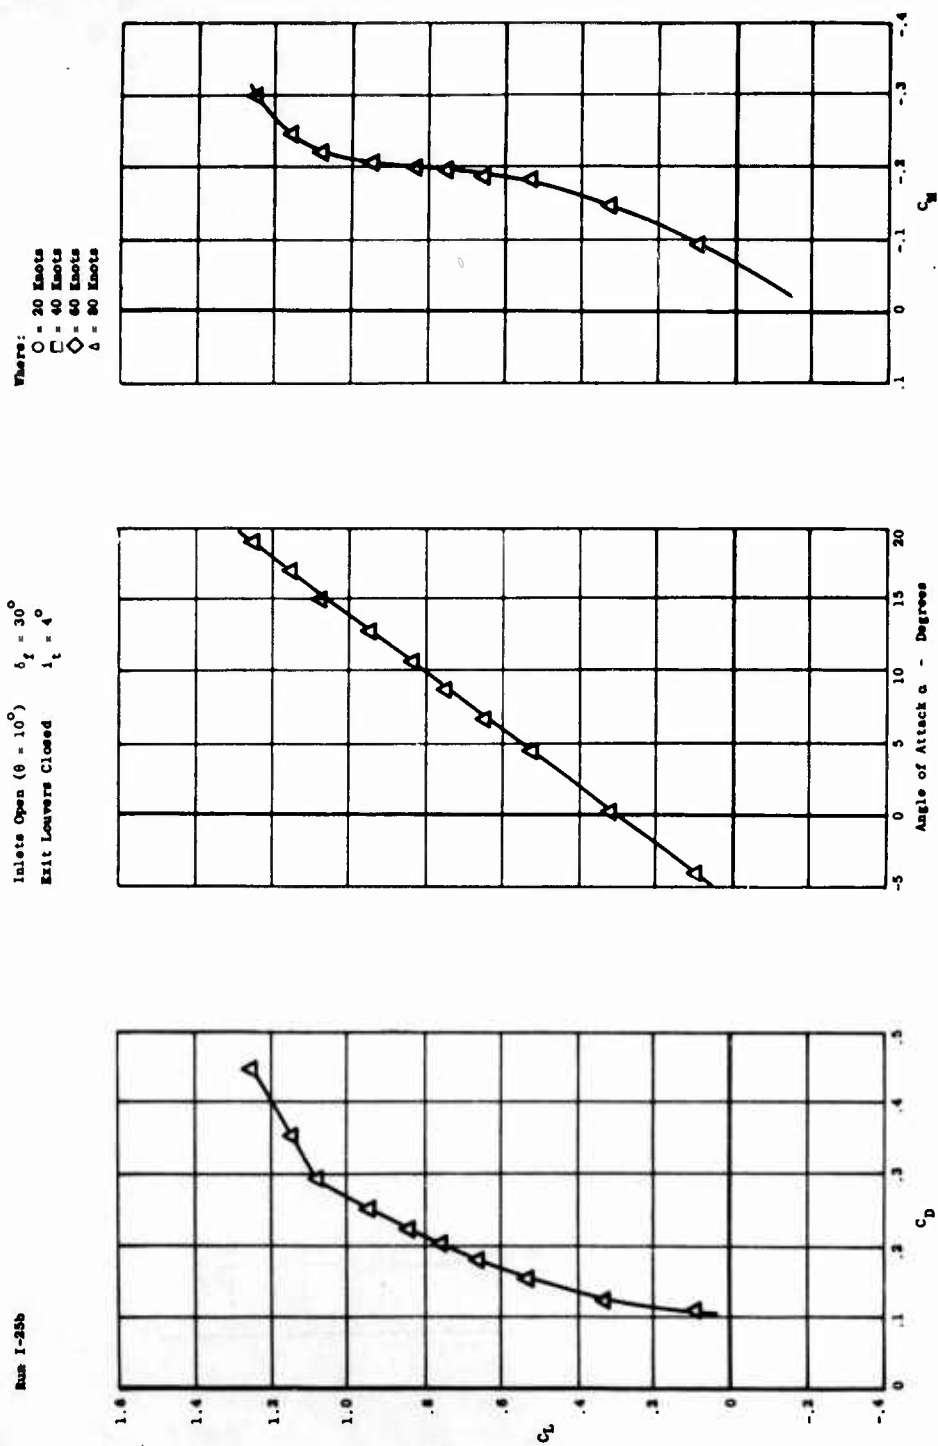 Run I-25b
Inlets Open (θ = 10°) δf = 30°
Exit Louvers Closed it = 4°
Where:
○ = 20 Knots
□ = 40 Knots
◇ = 60 Knots
△ = 80 Knots
1.6
1.4
1.2
1.0
.8
.6
.4
.2
0
-.2
-.4
CL
0
.1
.2
.3
.4
.5
CD
-5
0
5
10
15
20
Angle of Attack α - Degrees
.1
0
-.1
-.2
-.3
-.4
CM